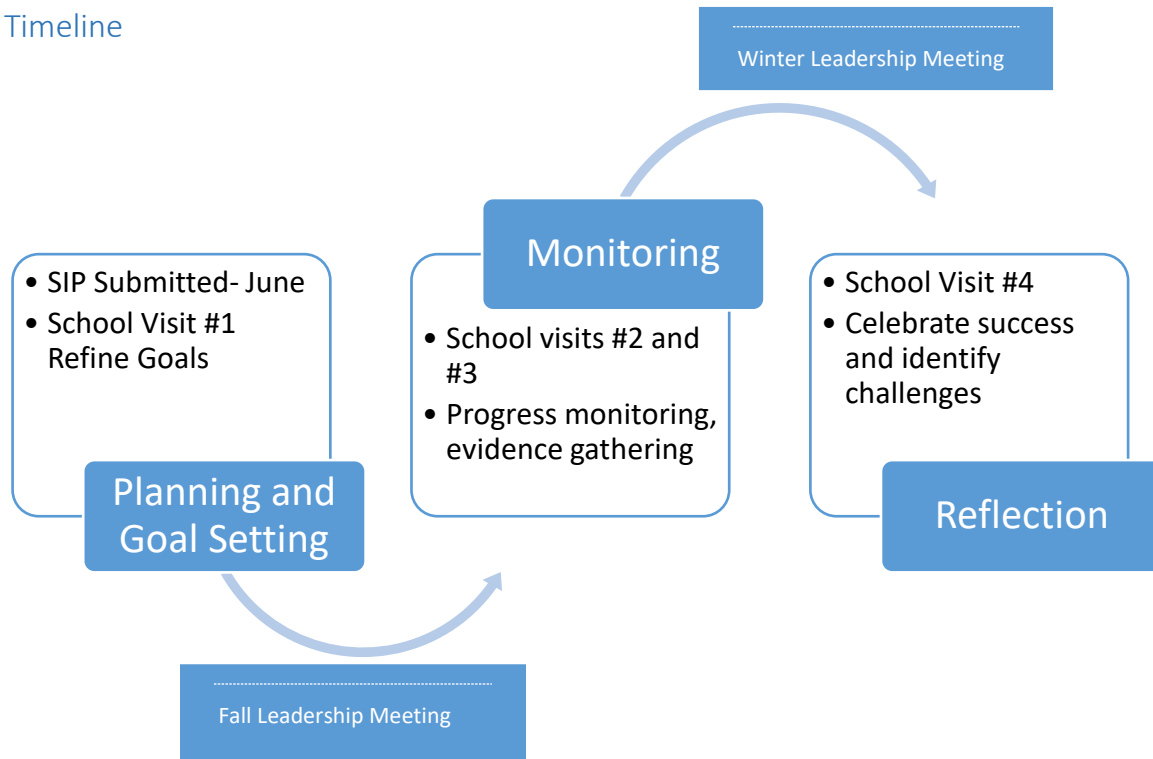 Timeline
Winter Leadership Meeting
• SIP Submitted- June
• School Visit #1
Refine Goals
Planning and
Goal Setting
Fall Leadership Meeting
Monitoring
• School visits #2 and
#3
• Progress monitoring,
evidence gathering
• School Visit #4
• Celebrate success
and identify
challenges
Reflection